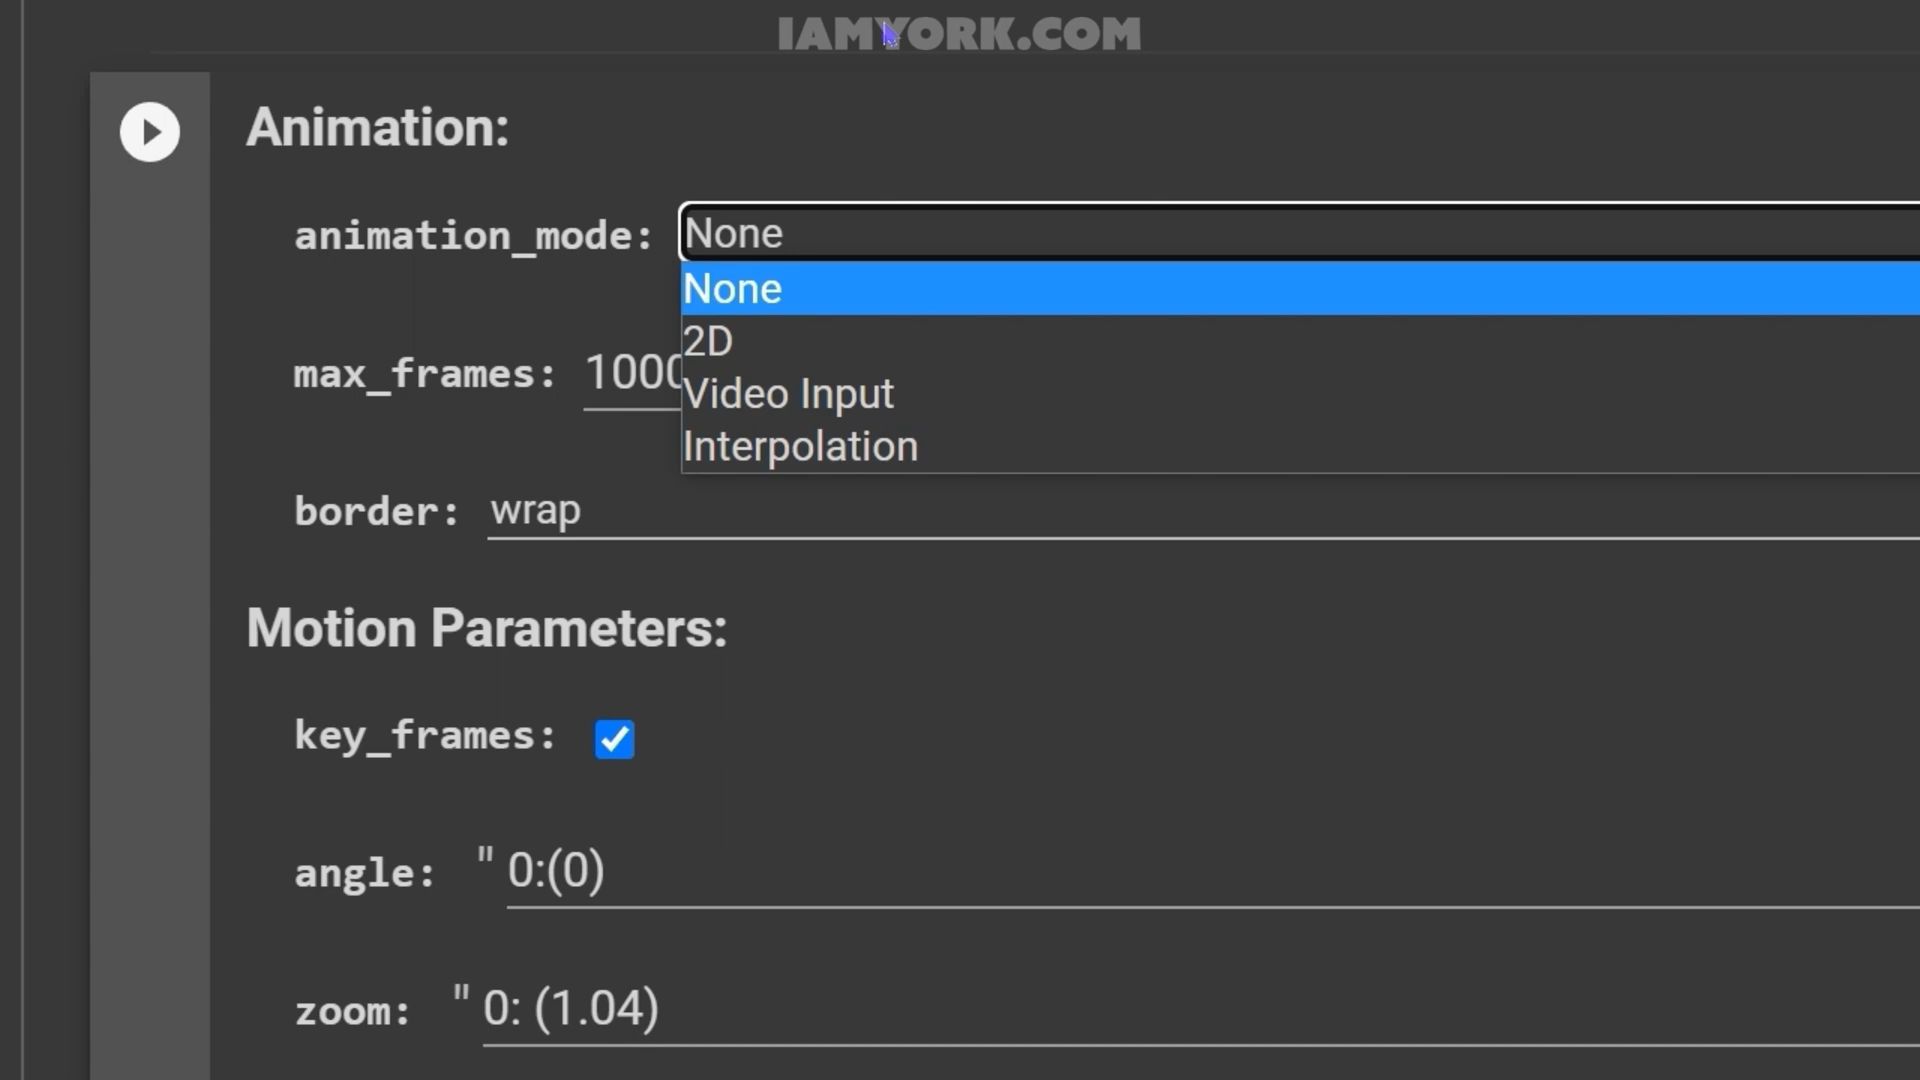 IAMYORK.COM
Animation:
animation_mode: None
None
2D
max_frames: 1000
Video Input
Interpolation
border: wrap
Motion Parameters:
key_frames:
angle: " 0:(0)
zoom: " 0: (1.04)